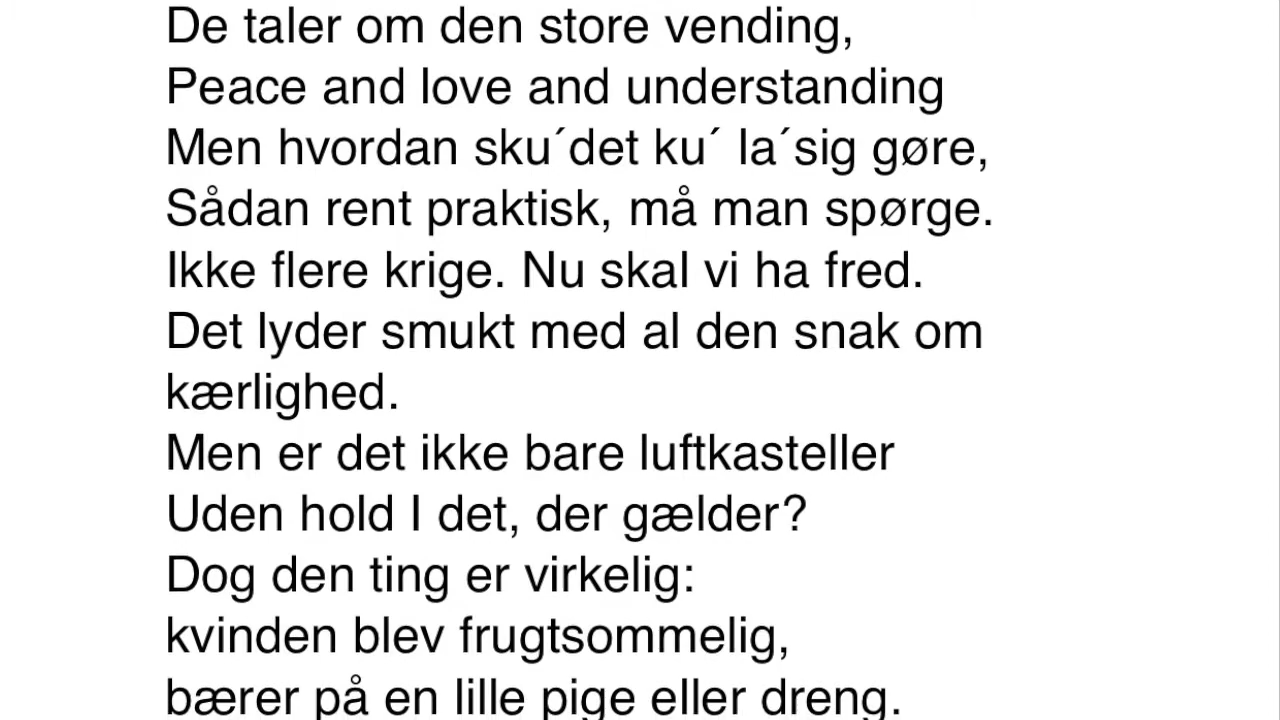 De taler om den store vending,
Peace and love and understanding
Men hvordan sku´det ku´ la´sig gøre,
Sådan rent praktisk, må man spørge.
Ikke flere krige. Nu skal vi ha fred.
Det lyder smukt med al den snak om
kærlighed.
Men er det ikke bare luftkasteller
Uden hold I det, der gælder?
Dog den ting er virkelig:
kvinden blev frugtsommelig,
bærer på en lille pige eller dreng.